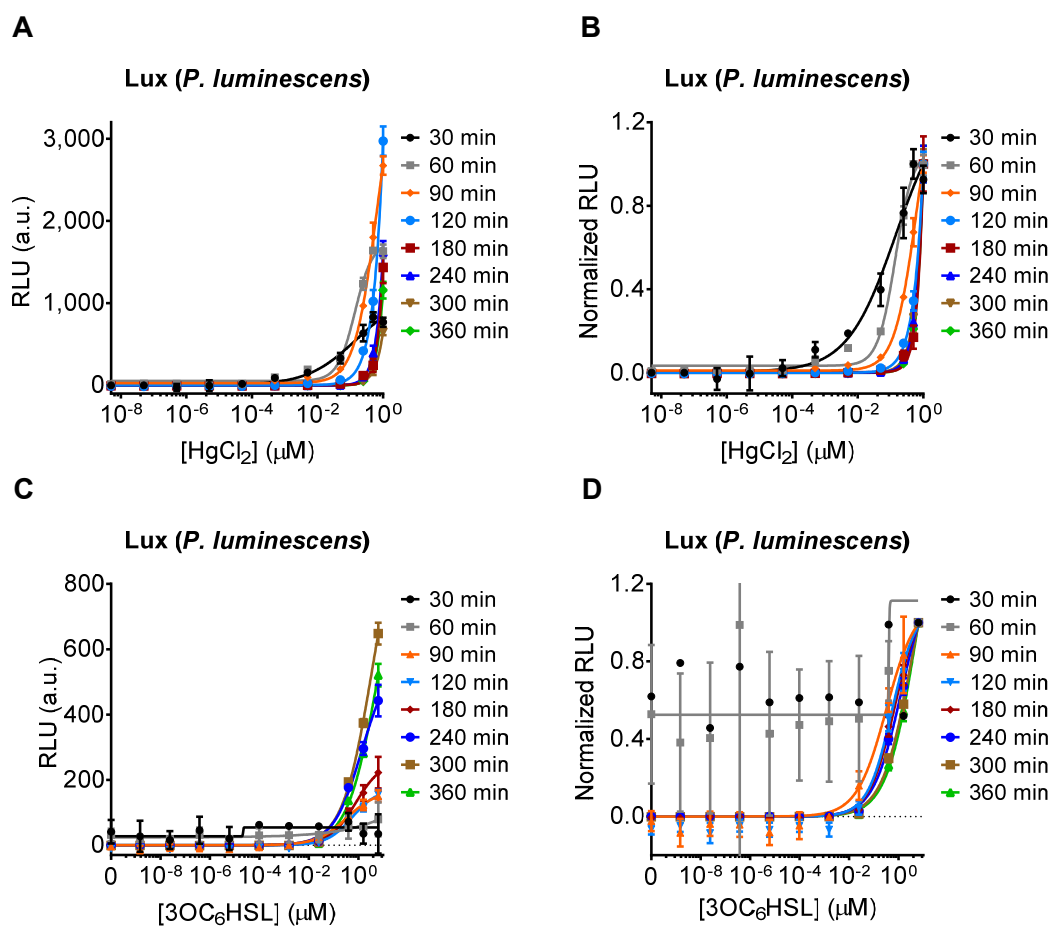 A
Lux (P. luminescens)
RLU (a.u.)
3,000
2,000
1,000
0
10⁻⁸ 10⁻⁶ 10⁻⁴ 10⁻² 10⁰
[HgCl₂] (μM)
30 min
60 min
90 min
120 min
180 min
240 min
300 min
360 min
B
Lux (P. luminescens)
Normalized RLU
1.2
0.8
0.4
0.0
10⁻⁸ 10⁻⁶ 10⁻⁴ 10⁻² 10⁰
[HgCl₂] (μM)
30 min
60 min
90 min
120 min
180 min
240 min
300 min
360 min
C
Lux (P. luminescens)
RLU (a.u.)
800
600
400
200
0
0 10⁻⁸ 10⁻⁶ 10⁻⁴ 10⁻² 10⁰
[3OC₆HSL] (μM)
30 min
60 min
90 min
120 min
180 min
240 min
300 min
360 min
D
Lux (P. luminescens)
Normalized RLU
1.2
0.8
0.4
0.0
0 10⁻⁸ 10⁻⁶ 10⁻⁴ 10⁻² 10⁰
[3OC₆HSL] (μM)
30 min
60 min
90 min
120 min
180 min
240 min
300 min
360 min